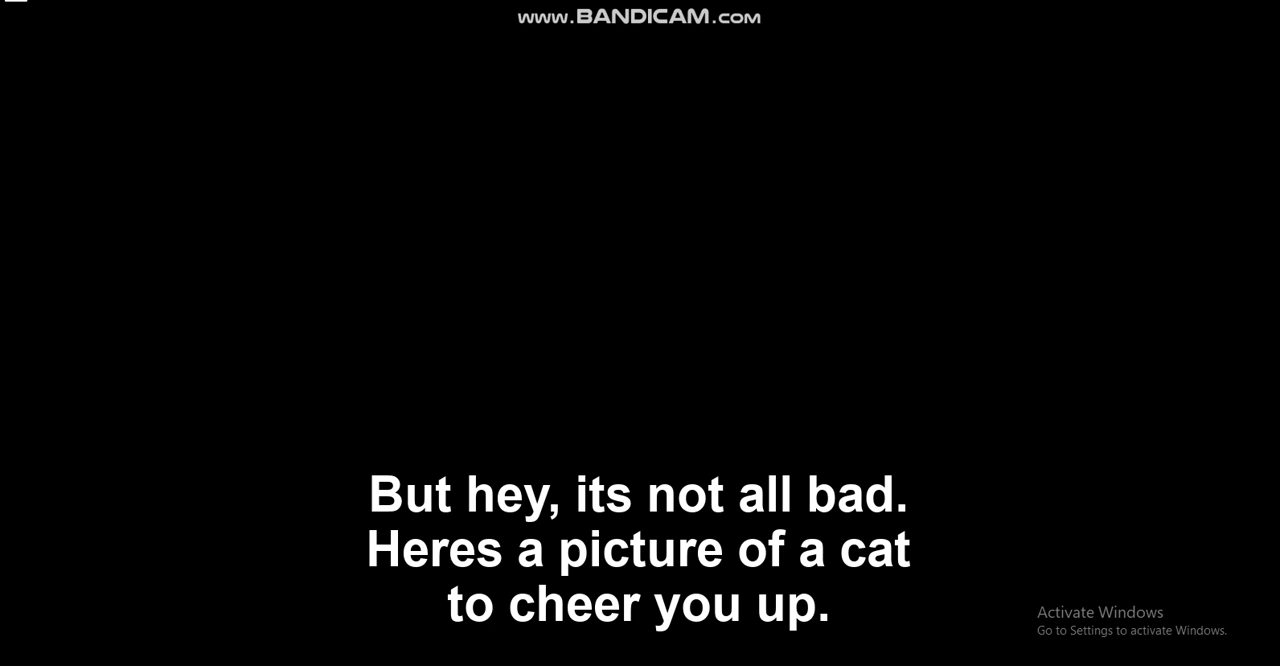 www.BANDICAM.COM
But hey, its not all bad.
Heres a picture of a cat
to cheer you up.
Activate Windows
Go to Settings to activate Windows.